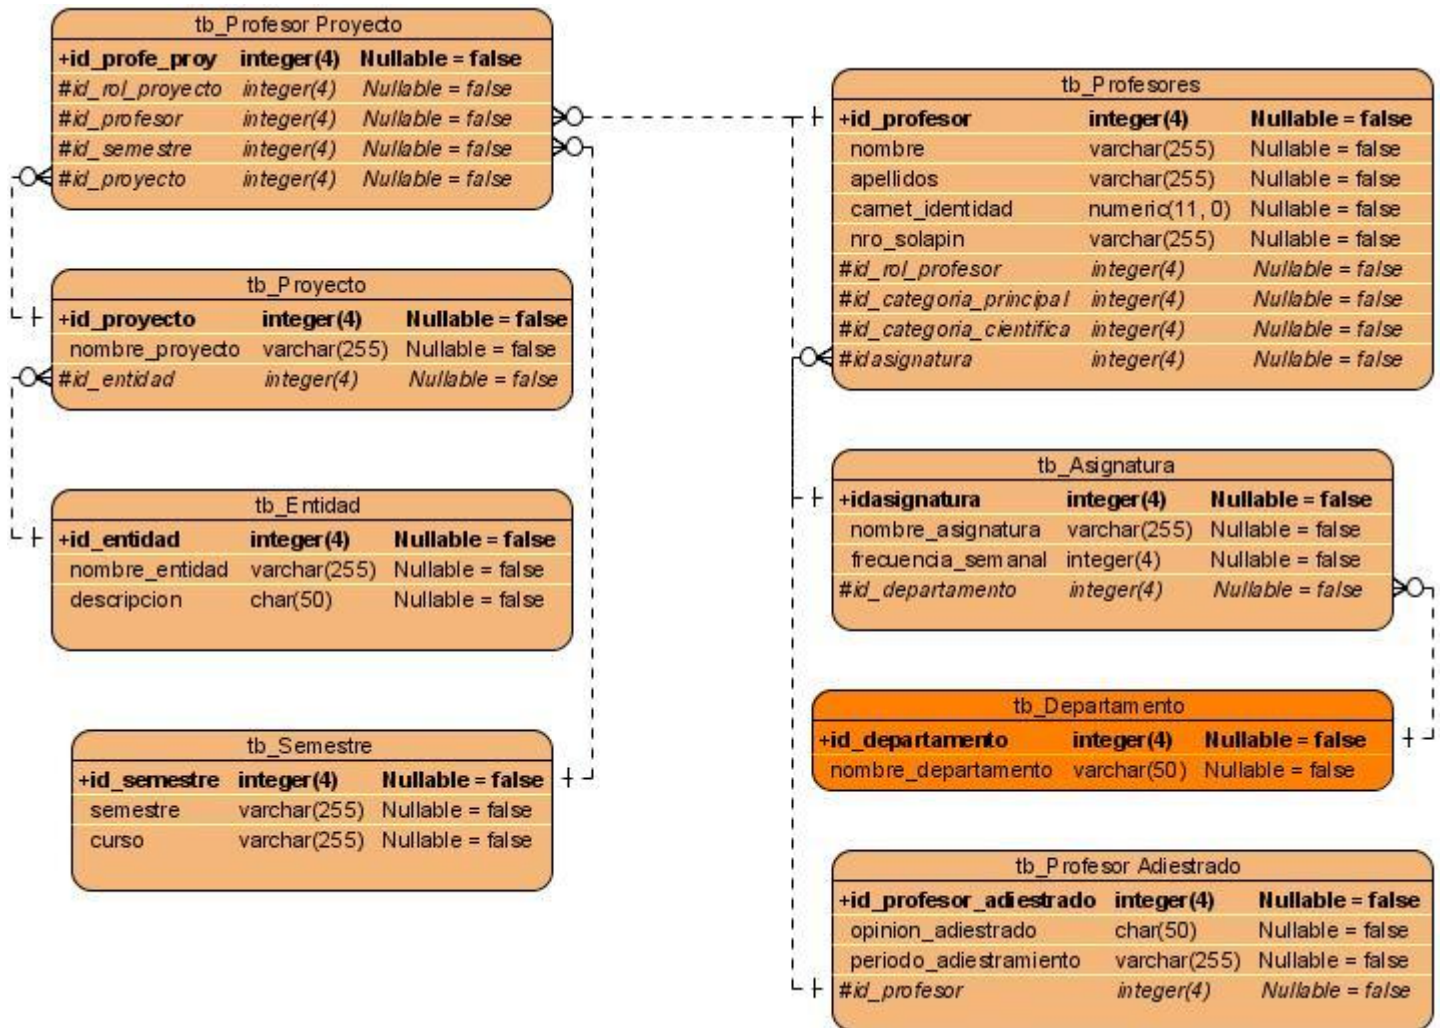 tb_Profesor Proyecto
+id_profe_proy integer(4) Nullable = false
#id_rol_proyecto integer(4) Nullable = false
#id_profesor integer(4) Nullable = false
#id_semestre integer(4) Nullable = false
#id_proyecto integer(4) Nullable = false
tb_Proyecto
+id_proyecto integer(4) Nullable = false
nombre_proyecto varchar(255) Nullable = false
#id_entidad integer(4) Nullable = false
tb_Entidad
+id_entidad integer(4) Nullable = false
nombre_entidad varchar(255) Nullable = false
descripcion char(50) Nullable = false
tb_Semestre
+id_semestre integer(4) Nullable = false
semestre varchar(255) Nullable = false
curso varchar(255) Nullable = false
tb_Profesores
+id_profesor integer(4) Nullable = false
nombre varchar(255) Nullable = false
apellidos varchar(255) Nullable = false
carnet_identidad numeric(11, 0) Nullable = false
nro_solapin varchar(255) Nullable = false
#id_rol_profesor integer(4) Nullable = false
#id_categoria_principal integer(4) Nullable = false
#id_categoria_cientifica integer(4) Nullable = false
#idasignatura integer(4) Nullable = false
tb_Asignatura
+idasignatura integer(4) Nullable = false
nombre_asignatura varchar(255) Nullable = false
frecuencia_semanal integer(4) Nullable = false
#id_departamento integer(4) Nullable = false
tb_Departamento
+id_departamento integer(4) Nullable = false
nombre_departamento varchar(50) Nullable = false
tb_Profesor Adiestrado
+id_profesor_adiestrado integer(4) Nullable = false
opinion_adiestrado char(50) Nullable = false
periodo_adiestramiento varchar(255) Nullable = false
#id_profesor integer(4) Nullable = false